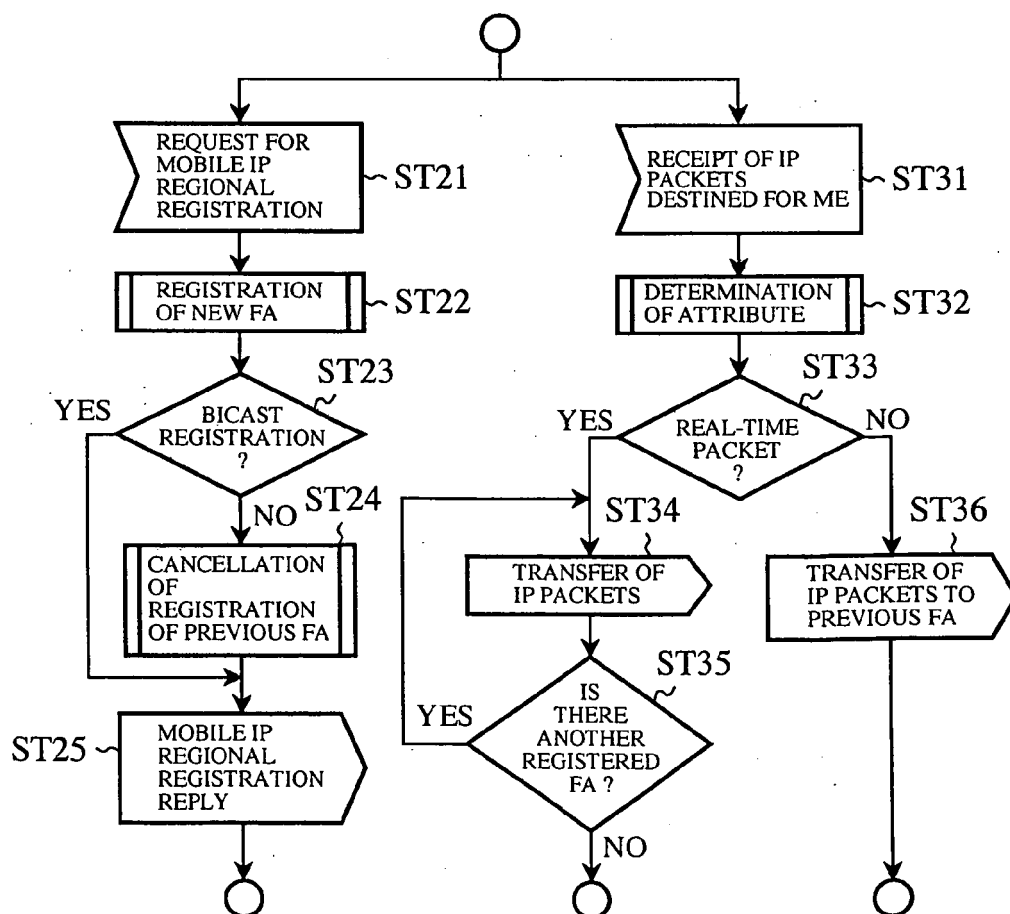 REQUEST FOR
MOBILE IP
REGIONAL
REGISTRATION
ST21
REGISTRATION
OF NEW FA
ST22
ST23
YES
BICAST
REGISTRATION
?
NO
ST24
CANCELLATION
OF
REGISTRATION
OF PREVIOUS FA
ST25
MOBILE IP
REGIONAL
REGISTRATION
REPLY
RECEIPT OF IP
PACKETS
DESTINED FOR ME
ST31
DETERMINATION
OF ATTRIBUTE
ST32
ST33
YES
REAL-TIME
PACKET
?
NO
ST34
TRANSFER OF
IP PACKETS
ST35
YES
IS
THERE
ANOTHER
REGISTERED
FA ?
NO
ST36
TRANSFER OF
IP PACKETS TO
PREVIOUS FA